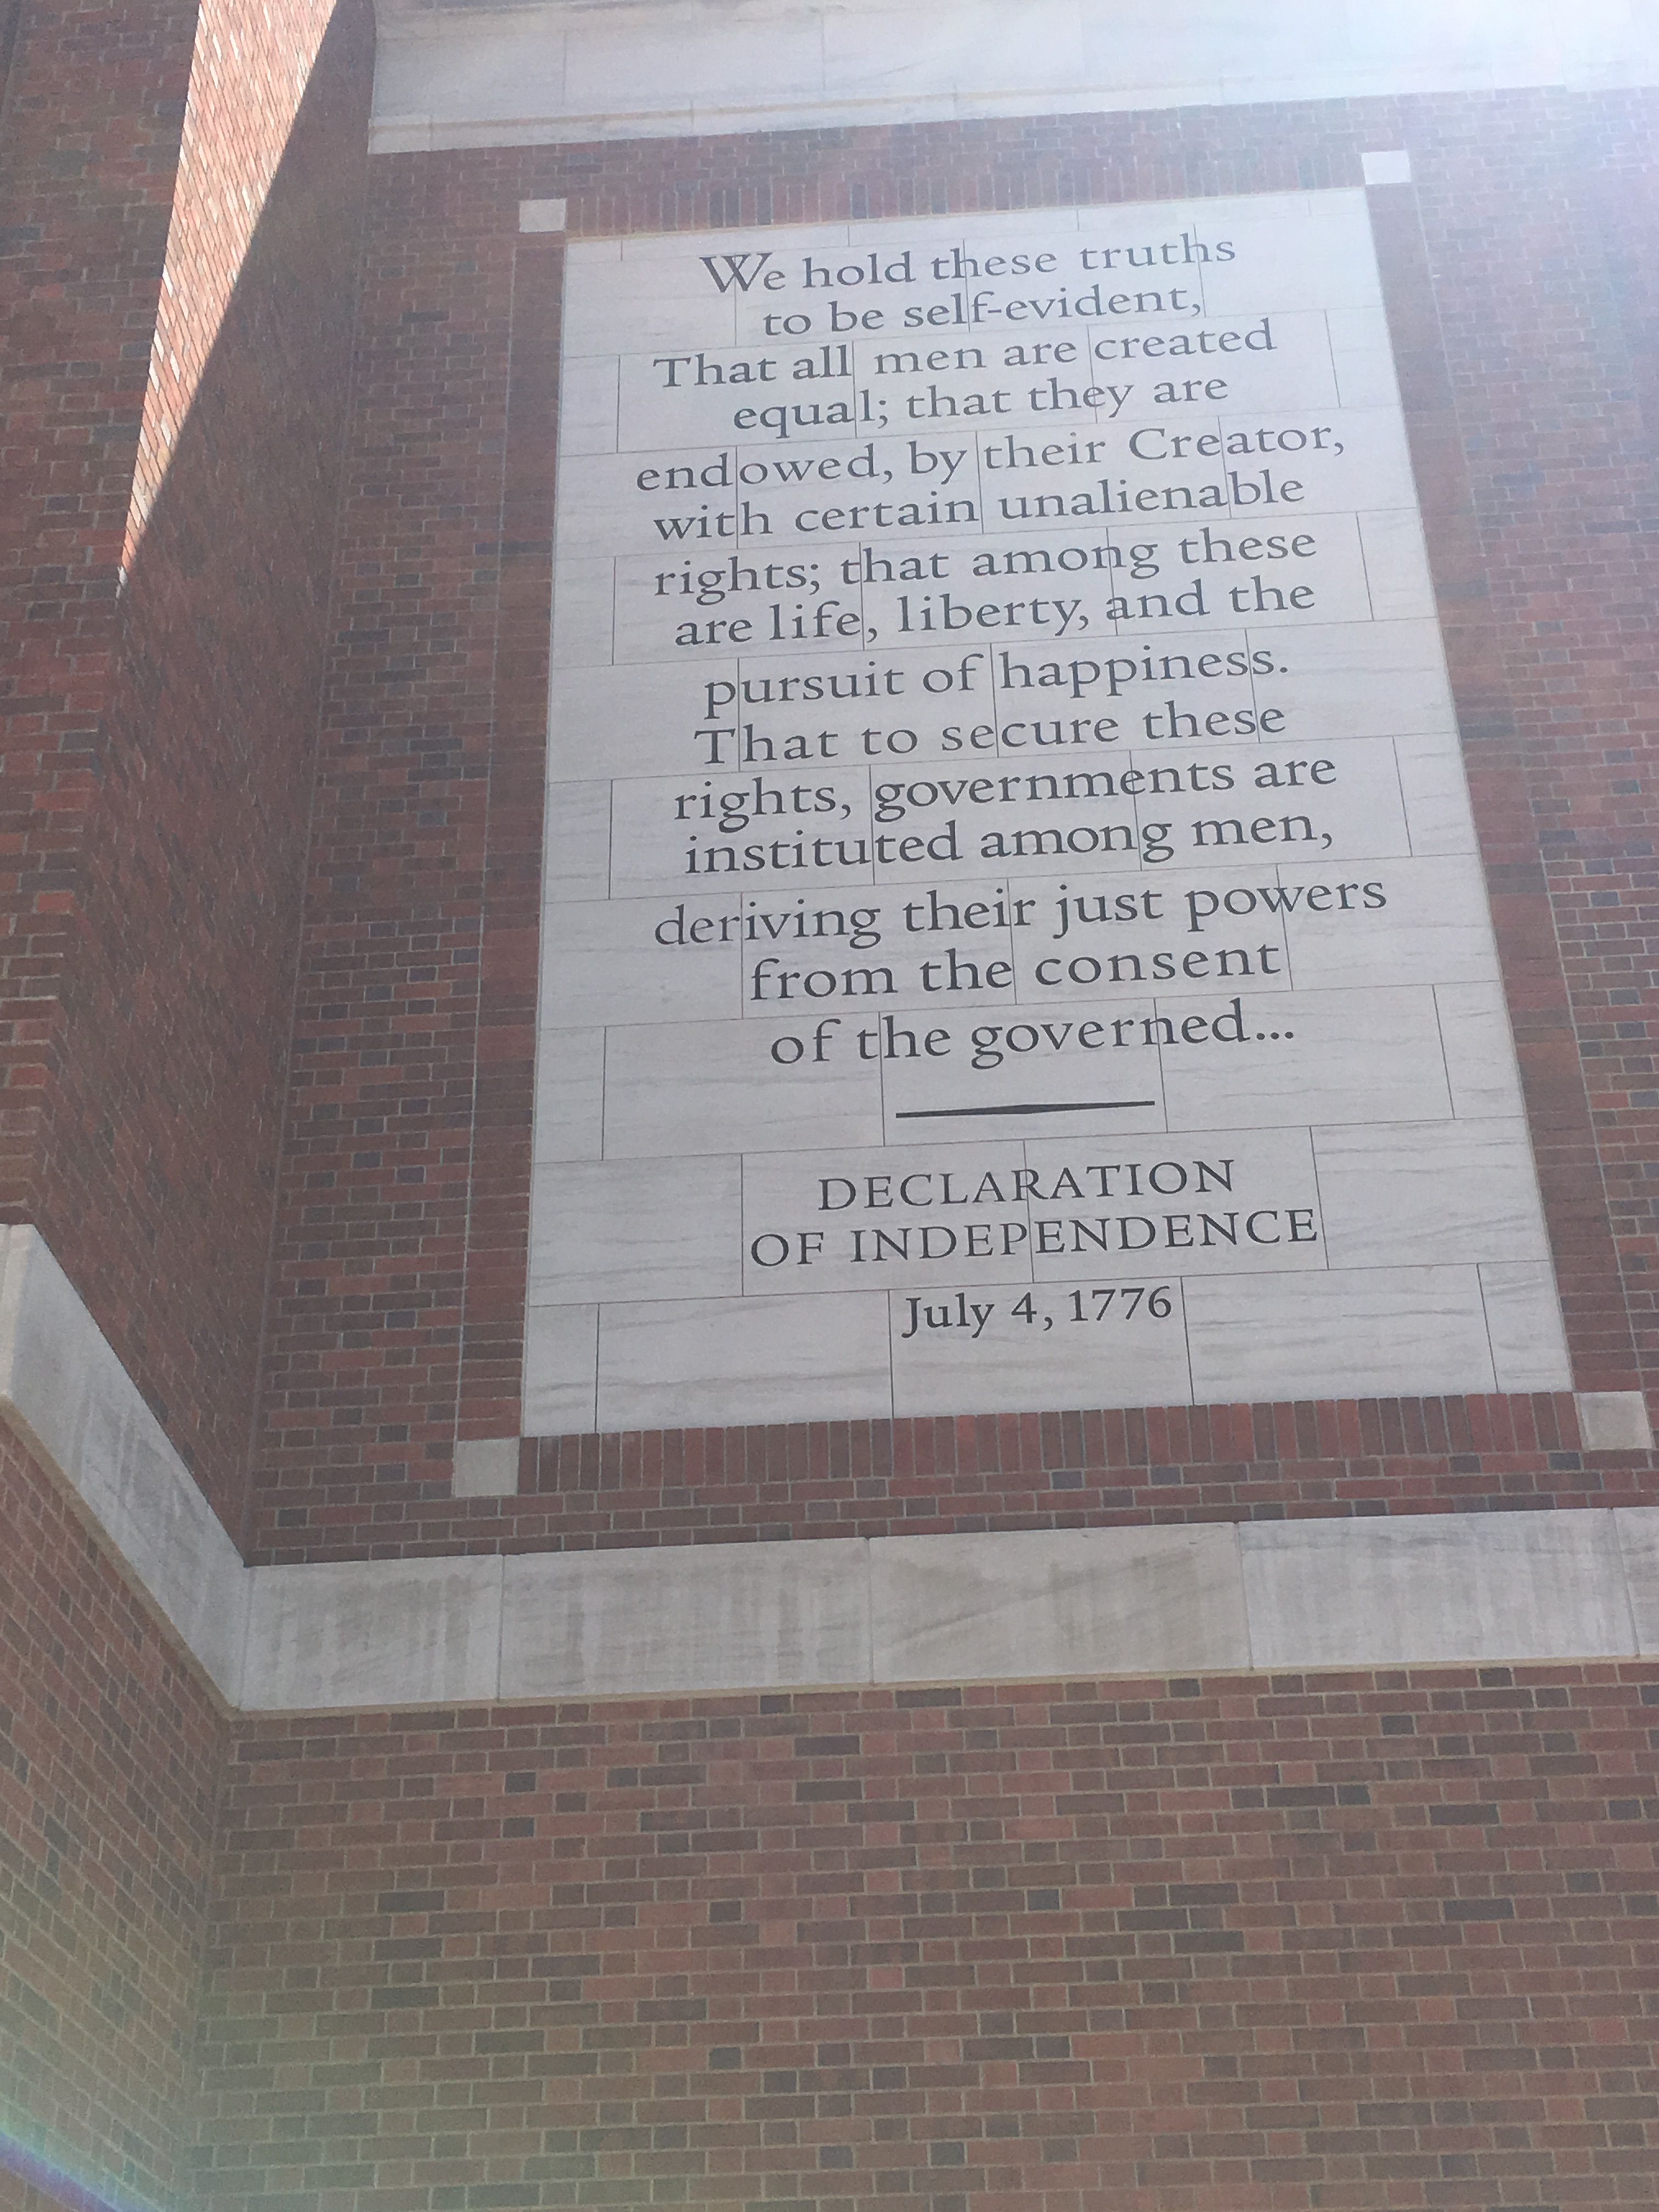 We hold these truths
to be self-evident,
That all men are created
equal; that they are
endowed, by their Creator,
with certain unalienable
rights; that among these
are life, liberty, and the
pursuit of happiness.
That to secure these
rights, governments are
instituted among men,
deriving their just powers
from the consent
of the governed...
DECLARATION
OF INDEPENDENCE
July 4, 1776